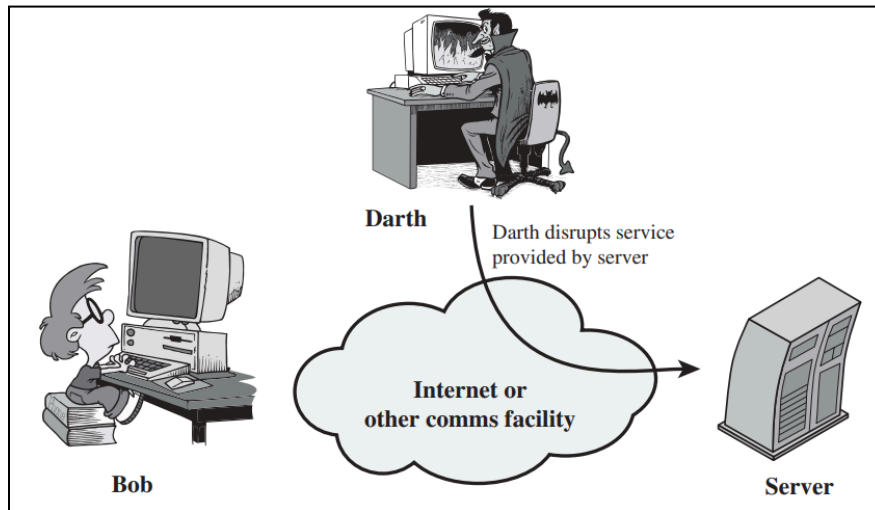 Darth
Darth disrupts service
provided by server
Internet or
other comms facility
Bob
Server